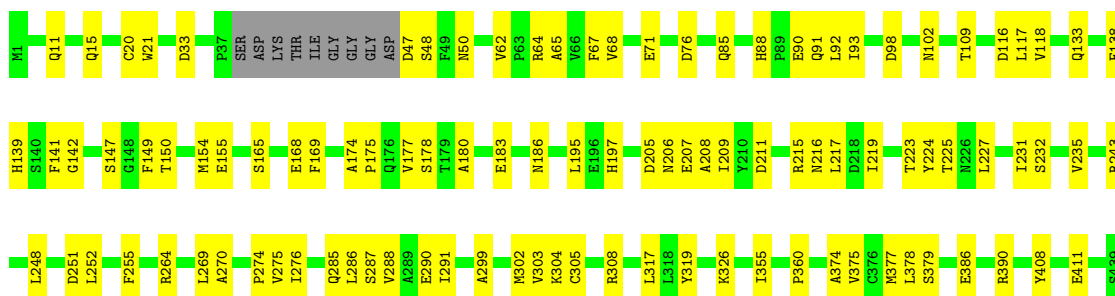 M1 Q11 Q15 C20 W21 D33 P37 SER ASP LYS THR ILE GLY GLY GLY ASP D47 S48 F49 N50 V62 P63 R64 A65 V66 F67 V68 E71 D76 Q85 H88 P89 E90 Q91 L92 I93 D98 N102 T109 D116 L117 V118 Q133
H139 S140 F141 G142 S147 G148 F149 T150 M154 E155 S165 E168 F169 A174 P175 Q176 V177 S178 T179 A180 E183 N186 L195 E196 H197 D205 N206 E207 A208 I209 Y210 D211 R215 N216 L217 D218 I219 T223 Y224 T225 N226 L227 I231 S232 V235
L248 D251 L252 F255 R264 L269 A270 P274 V275 I276 Q285 L286 S287 V288 A289 E290 I291 A299 M302 V303 K304 C305 R308 L317 L318 Y319 K326 I355 P360 A374 V375 C376 M377 L378 S379 E386 R390 Y408 E411